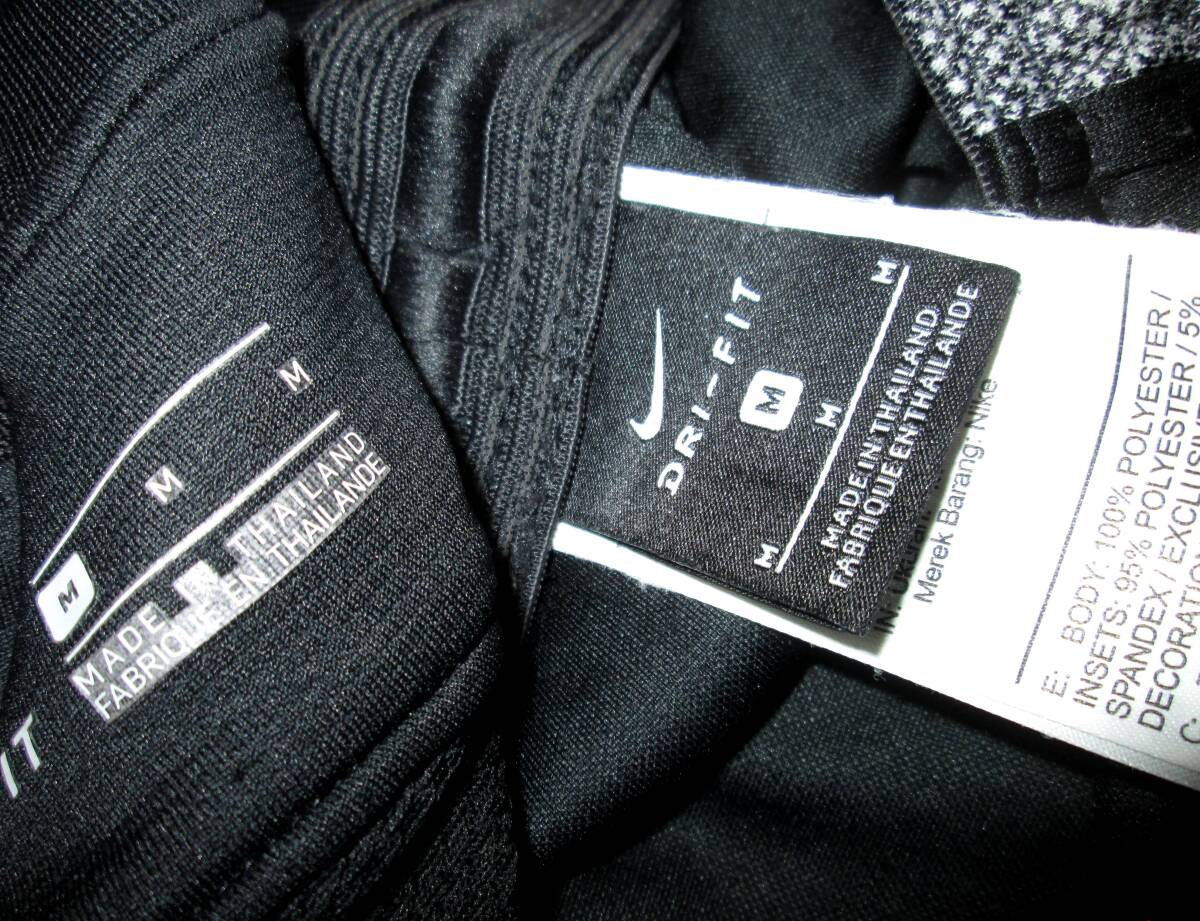 M
M
M
MADE IN THAILAND
FABRIQUE EN THAILANDE
IT
DRI-FIT
M
M
M
M
MADE IN THAILAND
FABRIQUE EN THAILANDE
Merek Barang: Nike
E: BODY: 100% POLYESTER /
INSETS: 95% POLYESTER / 5%
SPANDEX / EXCLUSI
DECORATION